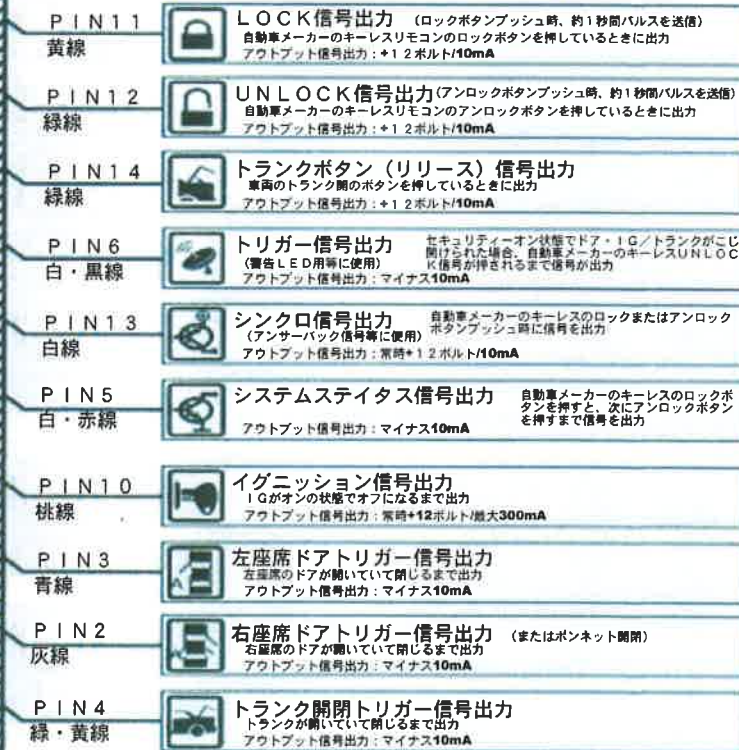 PIN11
黄線
LOCK信号出力 (ロックボタンプッシュ時、約1秒間パルスを送信)
自動車メーカーのキーレスリモコンのロックボタンを押しているときに出力
アウトプット信号出力:+12ボルト/10mA
PIN12
緑線
UNLOCK信号出力(アンロックボタンプッシュ時、約1秒間パルスを送信)
自動車メーカーのキーレスリモコンのアンロックボタンを押しているときに出力
アウトプット信号出力:+12ボルト/10mA
PIN14
緑線
トランクボタン(リリース)信号出力
車両のトランク開のボタンを押しているときに出力
アウトプット信号出力:+12ボルト/10mA
PIN6
白・黒線
トリガー信号出力
(警告LED用等に使用)
アウトプット信号出力:マイナス10mA
セキュリティーオン状態でドア・IG/トランクがこじ
開けられた場合、自動車メーカーのキーレスUNLOC
K信号が押されるまで信号が出力
PIN13
白線
シンクロ信号出力
(アンサーバック信号等に使用)
アウトプット信号出力:常時+12ボルト/10mA
自動車メーカーのキーレスのロックまたはアンロック
ボタンプッシュ時に信号を出力
PIN5
白・赤線
システムステイタス信号出力
アウトプット信号出力:マイナス10mA
自動車メーカーのキーレスのロックボ
タンを押すと、次にアンロックボタン
を押すまで信号を出力
PIN10
桃線
イグニッション信号出力
IGがオンの状態でオフになるまで出力
アウトプット信号出力:常時+12ボルト/最大300mA
PIN3
青線
左座席ドアトリガー信号出力
左座席のドアが開いていて閉じるまで出力
アウトプット信号出力:マイナス10mA
PIN2
灰線
右座席ドアトリガー信号出力 (またはボンネット開閉)
右座席のドアが開いていて閉じるまで出力
アウトプット信号出力:マイナス10mA
PIN4
緑・黄線
トランク開閉トリガー信号出力
トランクが開いていて閉じるまで出力
アウトプット信号出力:マイナス10mA